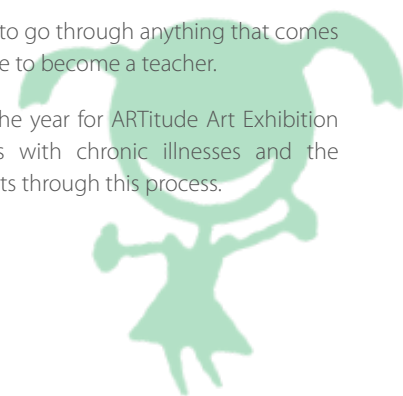 to go through anything that comes
e to become a teacher.
he year for ARTitude Art Exhibition
s with chronic illnesses and the
ts through this process.